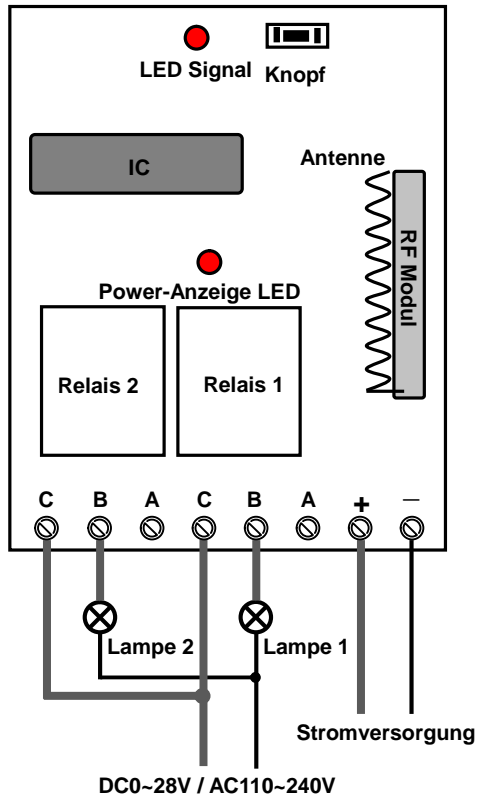 LED Signal Knopf
IC
Antenne
RF Modul
Power-Anzeige LED
Relais 2 Relais 1
C B A C B A + −
Lampe 2 Lampe 1
Stromversorgung
DC0~28V / AC110~240V